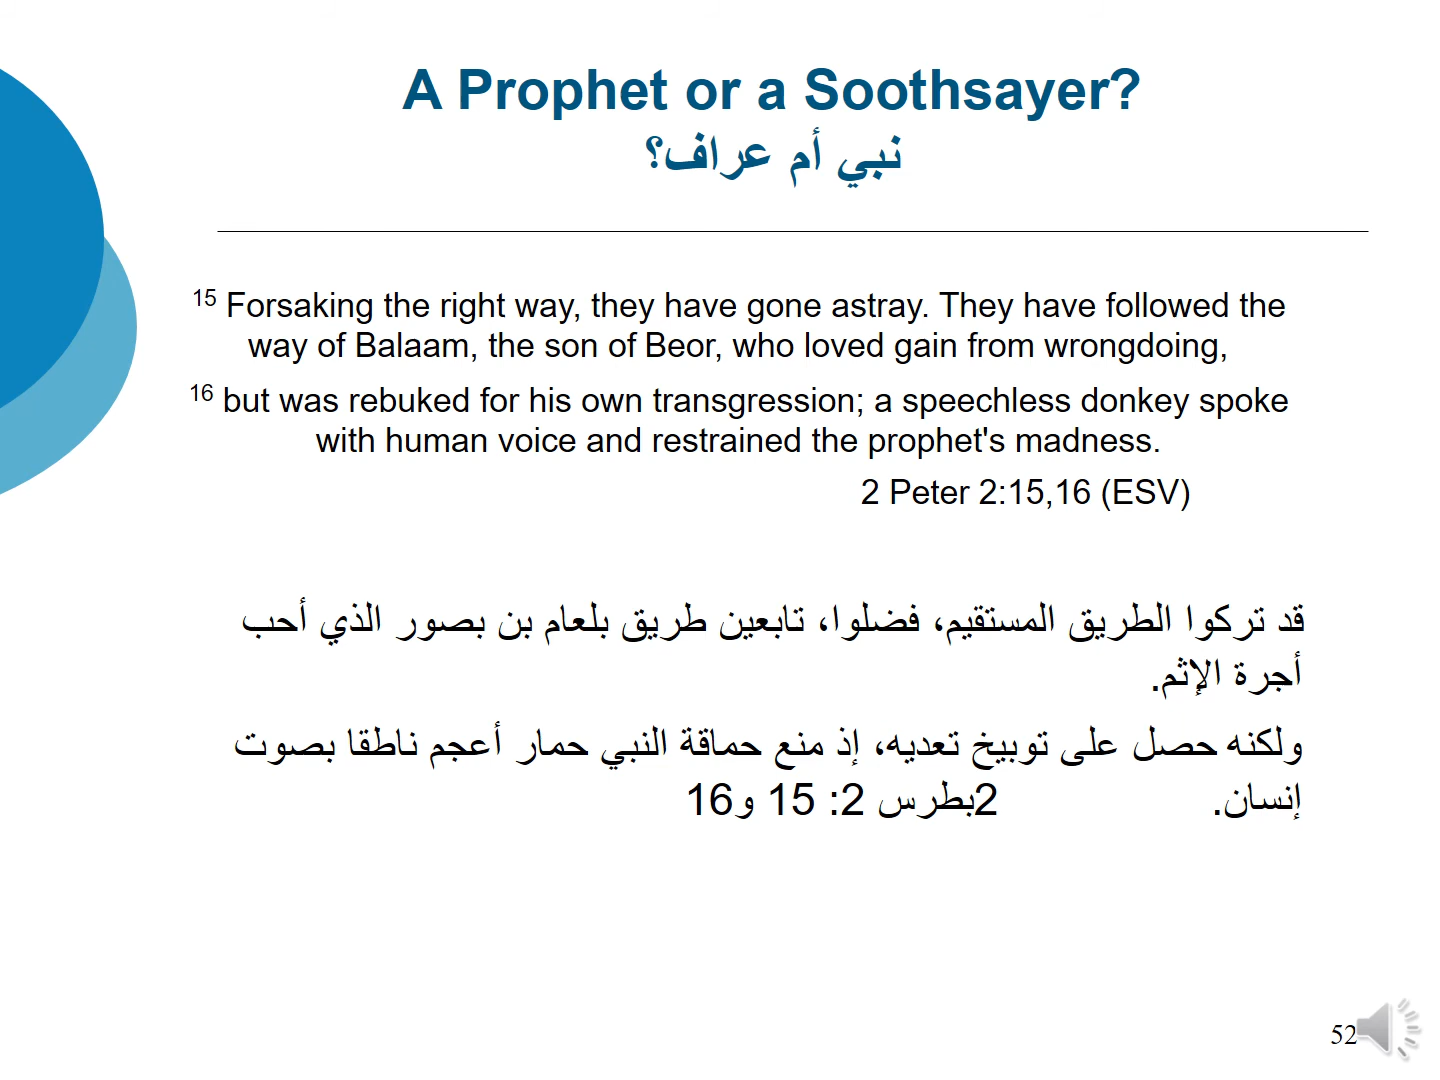 A Prophet or a Soothsayer?
نبي أم عراف؟
15 Forsaking the right way, they have gone astray. They have followed the
way of Balaam, the son of Beor, who loved gain from wrongdoing,
16 but was rebuked for his own transgression; a speechless donkey spoke
with human voice and restrained the prophet's madness.
2 Peter 2:15,16 (ESV)
قد تركوا الطريق المستقيم، فضلوا، تابعين طريق بلعام بن بصور الذي أحب
أجرة الإثم.
ولكنه حصل على توبيخ تعديه، إذ منع حماقة النبي حمار أعجم ناطقا بصوت
إنسان. 2بطرس 2: 15 و16
52